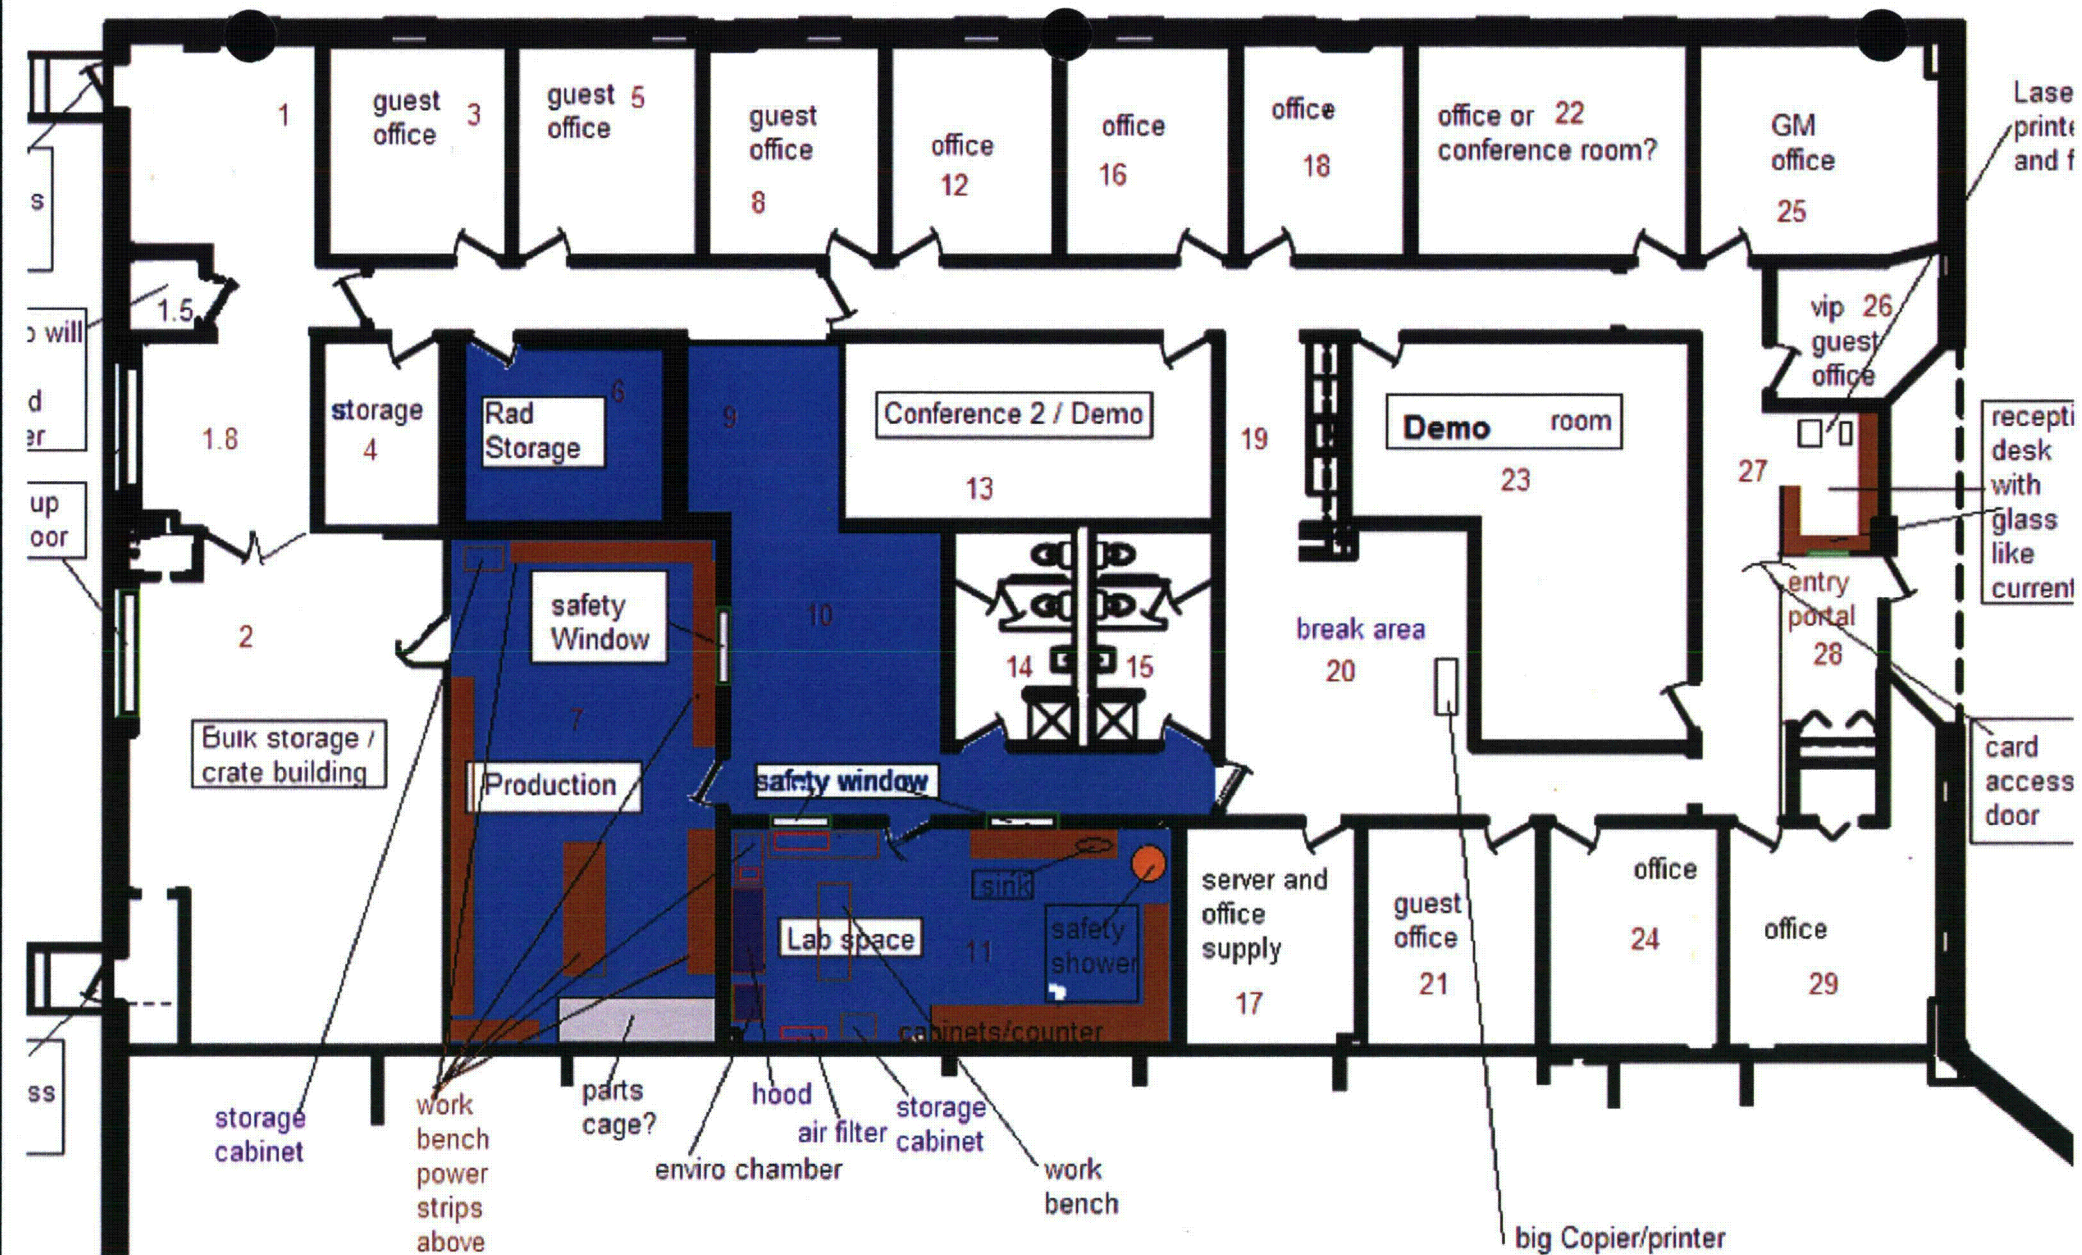 1
guest 3
office
guest 5
office
guest
office
8
office
12
office
16
office
18
office or 22
conference room?
GM
office
25
Lase
printe
and f
s
1.5
o will
d
er
vip 26
guest
office
1.8
storage
4
6
Rad
Storage
9
Conference 2 / Demo
13
19
Demo room
23
27
recepti
desk
with
glass
like
current
up
oor
2
safety
Window
10
14
15
break area
20
entry
portal
28
7
Bulk storage /
crate building
Production
safety window
card
access
door
sink
Lab space
11
safety
shower
cabinets/counter
server and
office
supply
17
guest
office
21
office
24
office
29
ss
storage
cabinet
work
bench
power
strips
above
parts
cage?
hood
air filter
storage
cabinet
enviro chamber
work
bench
big Copier/printer